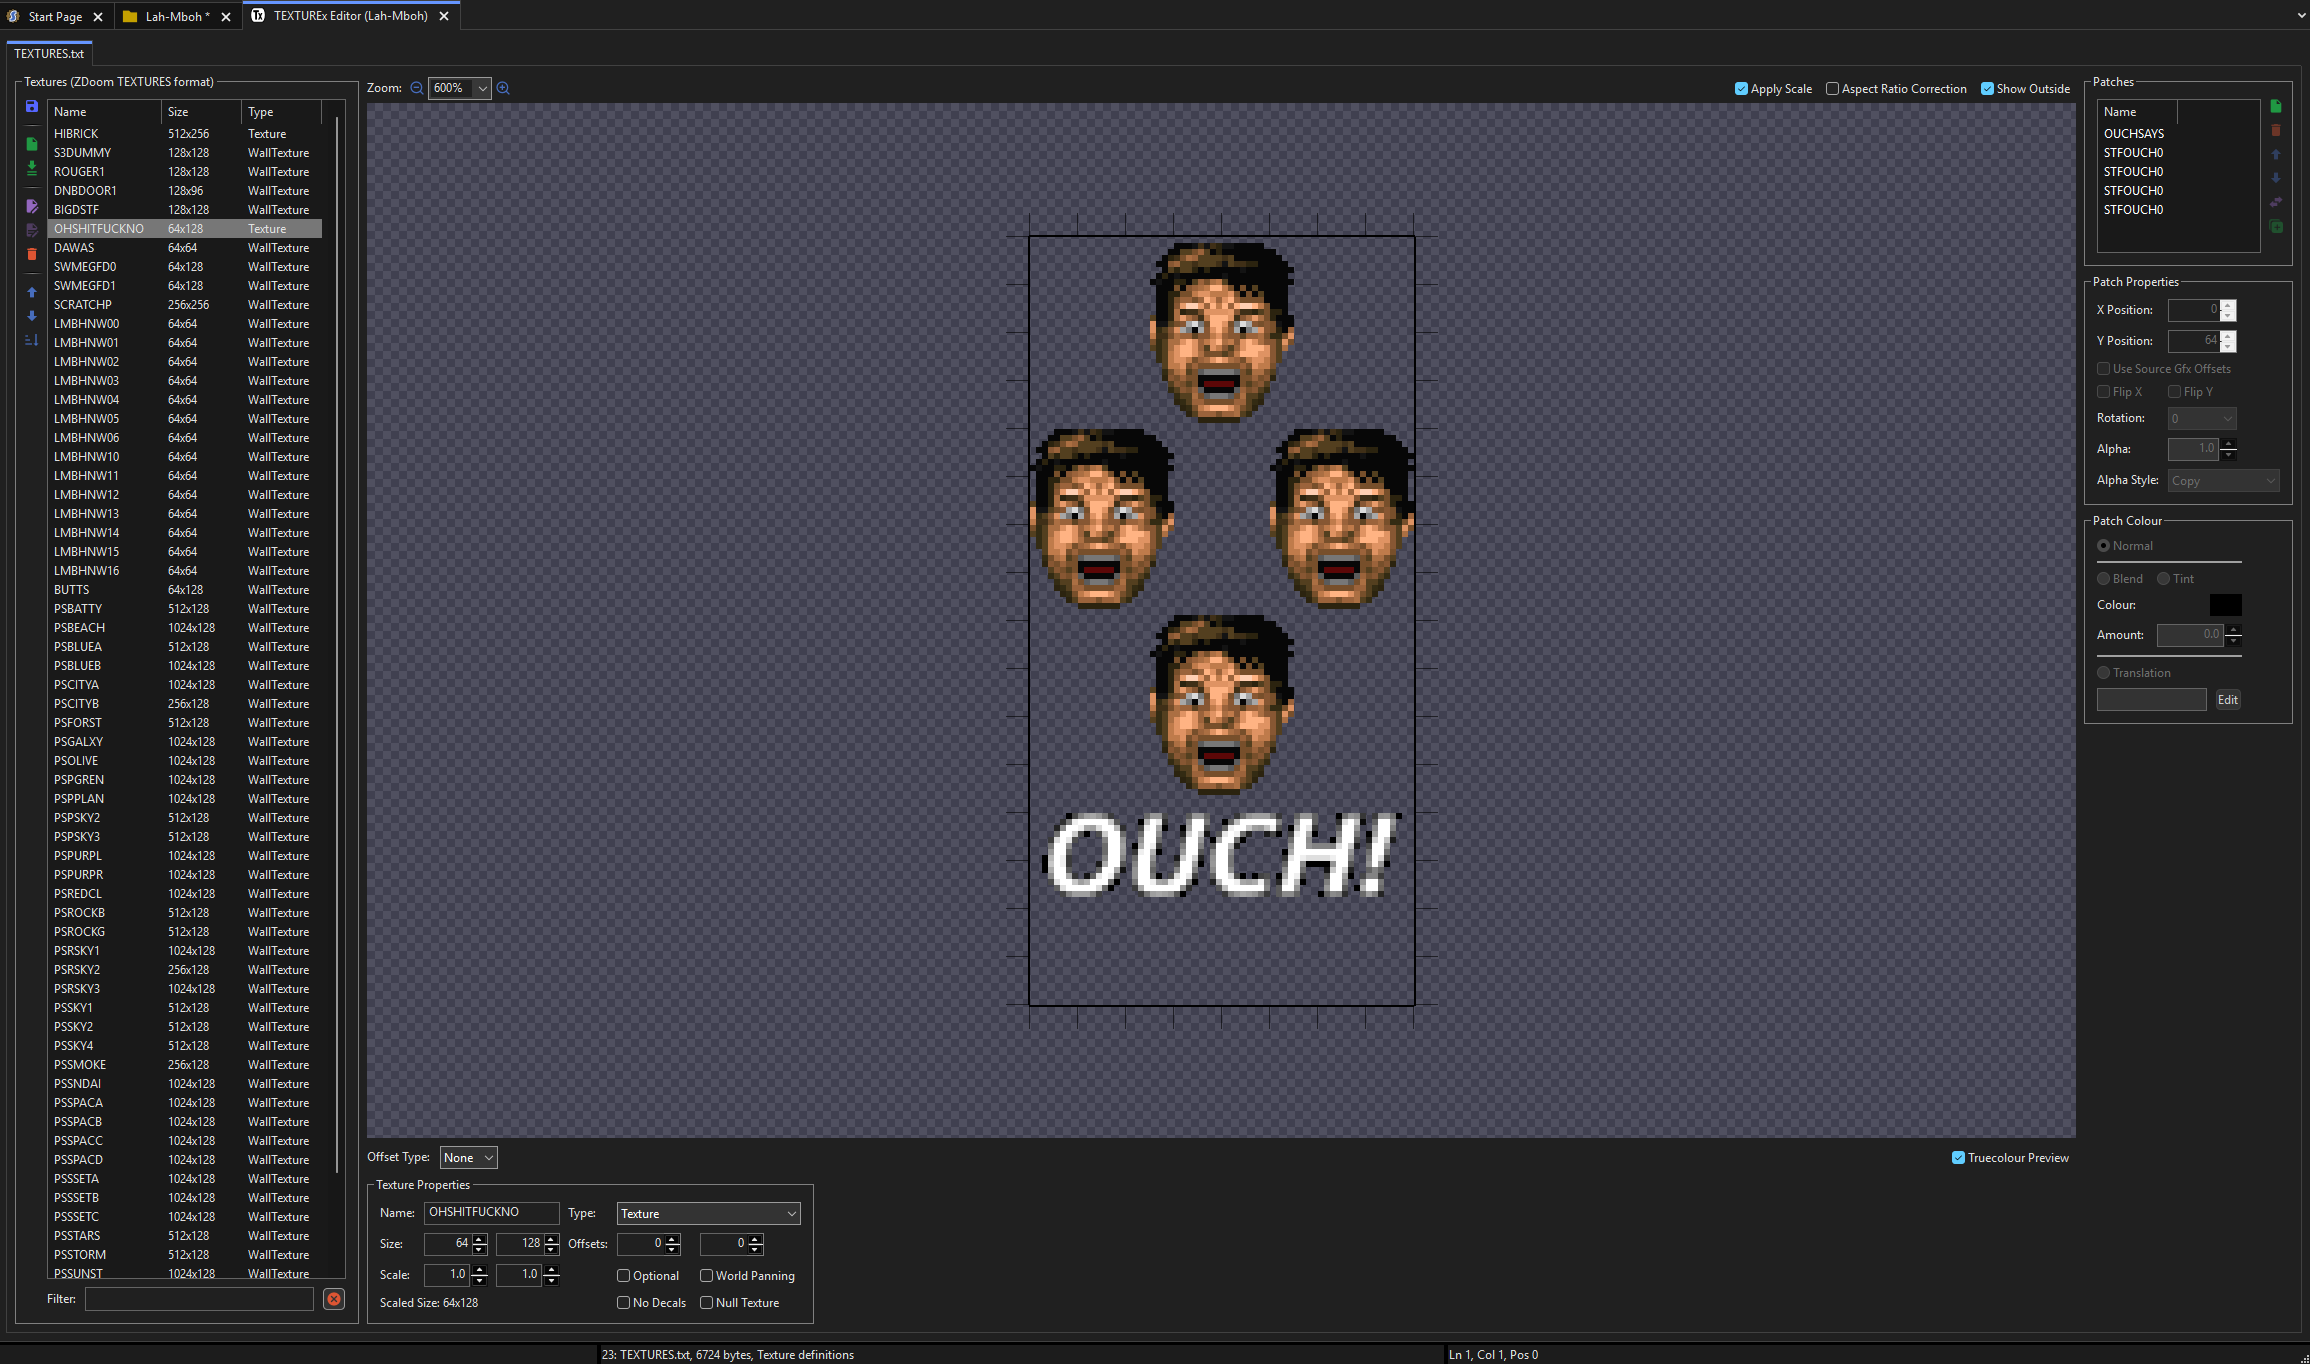 Start Page
Lah-Mboh *
TEXTUREx Editor (Lah-Mboh)
TEXTURES.txt
Textures (ZDoom TEXTURES format)
Name Size Type
HIBRICK 512x256 Texture
S3DUMMY 128x128 WallTexture
ROUGER1 128x128 WallTexture
DNBDOOR1 128x96 WallTexture
BIGDSTF 128x128 WallTexture
OHSHITFUCKNO 64x128 Texture
DAWAS 64x64 WallTexture
SWMEGFD0 64x128 WallTexture
SWMEGFD1 64x128 WallTexture
SCRATCHP 256x256 WallTexture
LMBHNW00 64x64 WallTexture
LMBHNW01 64x64 WallTexture
LMBHNW02 64x64 WallTexture
LMBHNW03 64x64 WallTexture
LMBHNW04 64x64 WallTexture
LMBHNW05 64x64 WallTexture
LMBHNW06 64x64 WallTexture
LMBHNW10 64x64 WallTexture
LMBHNW11 64x64 WallTexture
LMBHNW12 64x64 WallTexture
LMBHNW13 64x64 WallTexture
LMBHNW14 64x64 WallTexture
LMBHNW15 64x64 WallTexture
LMBHNW16 64x64 WallTexture
BUTTS 64x128 WallTexture
PSBATTY 512x128 WallTexture
PSBEACH 1024x128 WallTexture
PSBLUEA 512x128 WallTexture
PSBLUEB 1024x128 WallTexture
PSCITYA 1024x128 WallTexture
PSCITYB 256x128 WallTexture
PSFORST 512x128 WallTexture
PSGALXY 1024x128 WallTexture
PSOLIVE 1024x128 WallTexture
PSPGREN 1024x128 WallTexture
PSPPLAN 1024x128 WallTexture
PSPSKY2 512x128 WallTexture
PSPSKY3 512x128 WallTexture
PSPURPL 1024x128 WallTexture
PSPURPR 1024x128 WallTexture
PSREDCL 1024x128 WallTexture
PSROCKB 512x128 WallTexture
PSROCKG 512x128 WallTexture
PSRSKY1 1024x128 WallTexture
PSRSKY2 256x128 WallTexture
PSRSKY3 1024x128 WallTexture
PSSKY1 512x128 WallTexture
PSSKY2 512x128 WallTexture
PSSKY4 512x128 WallTexture
PSSMOKE 256x128 WallTexture
PSSNDAI 1024x128 WallTexture
PSSPACA 1024x128 WallTexture
PSSPACB 1024x128 WallTexture
PSSPACC 1024x128 WallTexture
PSSPACD 1024x128 WallTexture
PSSSETA 1024x128 WallTexture
PSSSETB 1024x128 WallTexture
PSSSETC 1024x128 WallTexture
PSSTARS 512x128 WallTexture
PSSTORM 512x128 WallTexture
PSSUNST 1024x128 WallTexture
Filter:
Zoom: 600%
Apply Scale Aspect Ratio Correction Show Outside
OUCH!
Offset Type: None
Truecolour Preview
Texture Properties
Name: OHSHITFUCKNO Type: Texture
Size: 64 128 Offsets: 0 0
Scale: 1.0 1.0 Optional World Panning
Scaled Size: 64x128 No Decals Null Texture
Patches
Name
OUCHSAYS
STFOUCH0
STFOUCH0
STFOUCH0
STFOUCH0
Patch Properties
X Position: 0
Y Position: 64
Use Source Gfx Offsets
Flip X Flip Y
Rotation: 0
Alpha: 1.0
Alpha Style: Copy
Patch Colour
Normal
Blend Tint
Colour:
Amount: 0.0
Translation
Edit
23: TEXTURES.txt, 6724 bytes, Texture definitions
Ln 1, Col 1, Pos 0